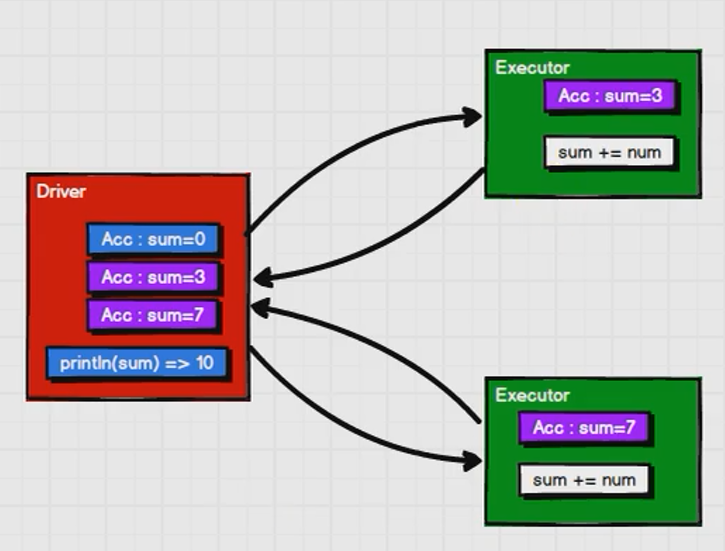 Driver
Acc : sum=0
Acc : sum=3
Acc : sum=7
println(sum) => 10
Executor
Acc : sum=3
sum += num
Executor
Acc : sum=7
sum += num